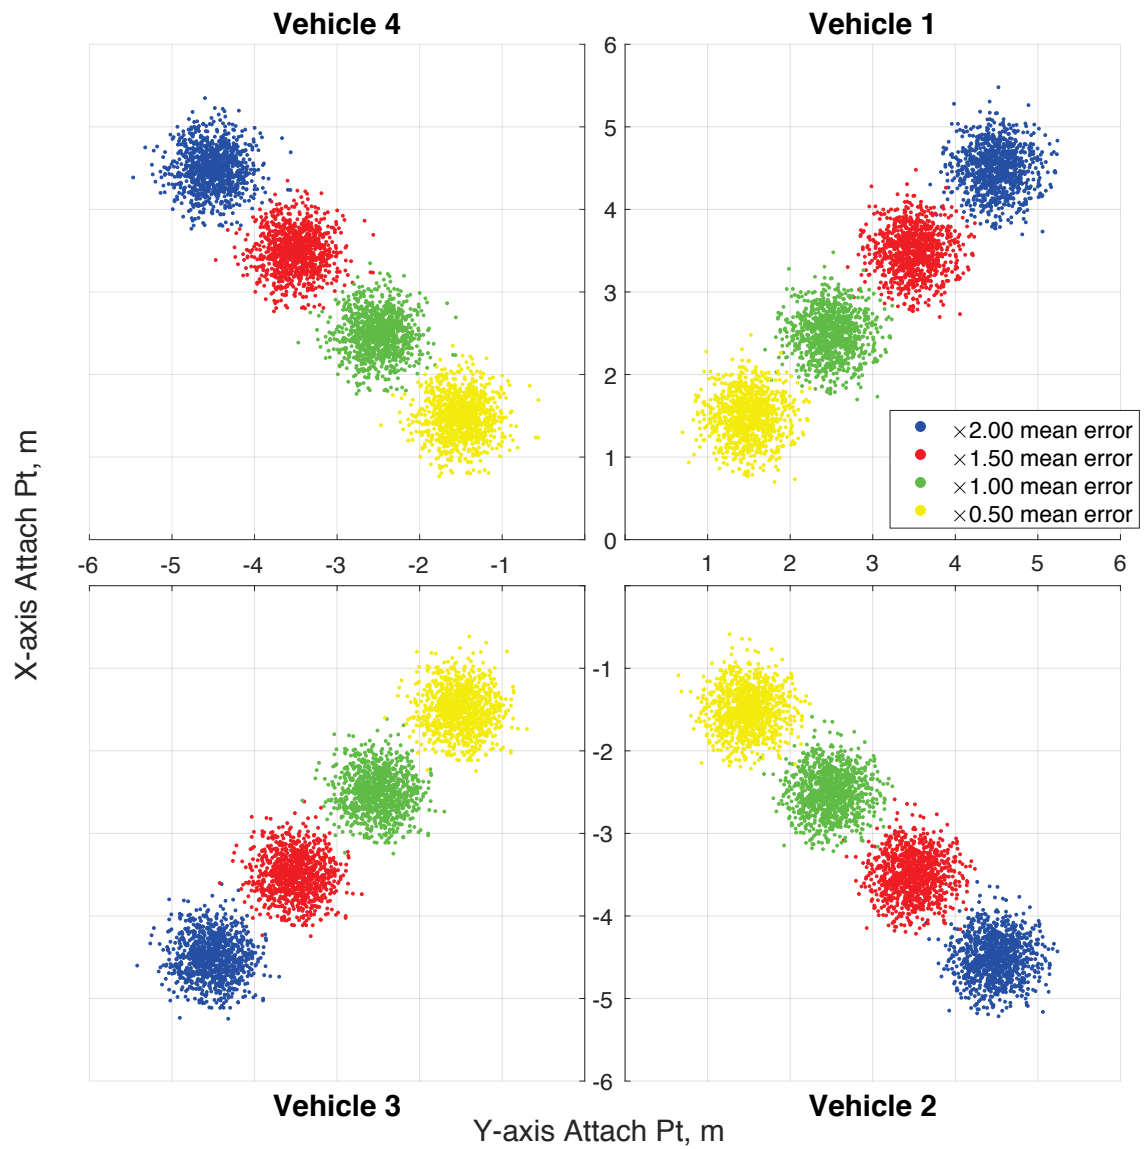 Vehicle 4
Vehicle 1
6
5
4
3
2
1
0
×2.00 mean error
×1.50 mean error
×1.00 mean error
×0.50 mean error
-6 -5 -4 -3 -2 -1
1 2 3 4 5 6
X-axis Attach Pt, m
-1
-2
-3
-4
-5
-6
Vehicle 3
Vehicle 2
Y-axis Attach Pt, m